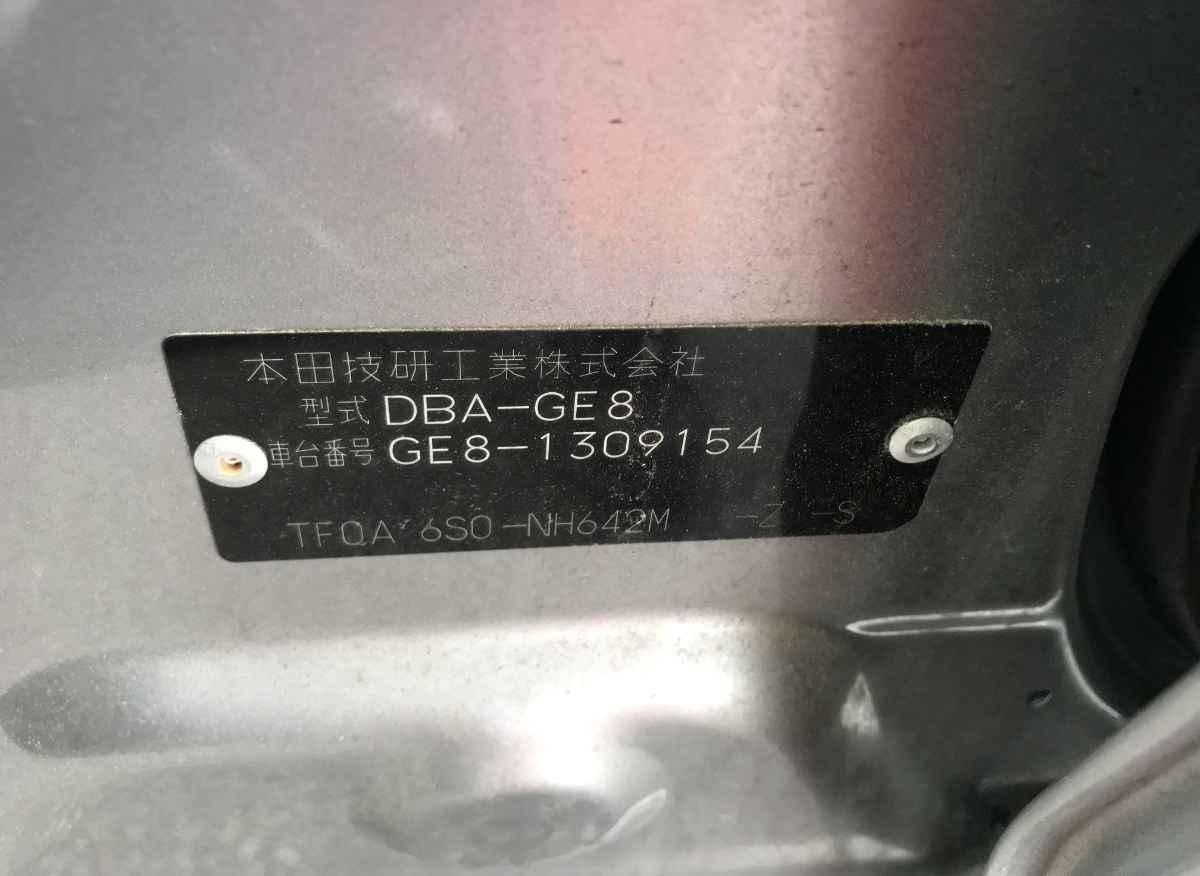 本田技研工業株式会社
型式 DBA-GE8
車台番号 GE8-1309154
TFQA 6S0-NH642M -Z -S